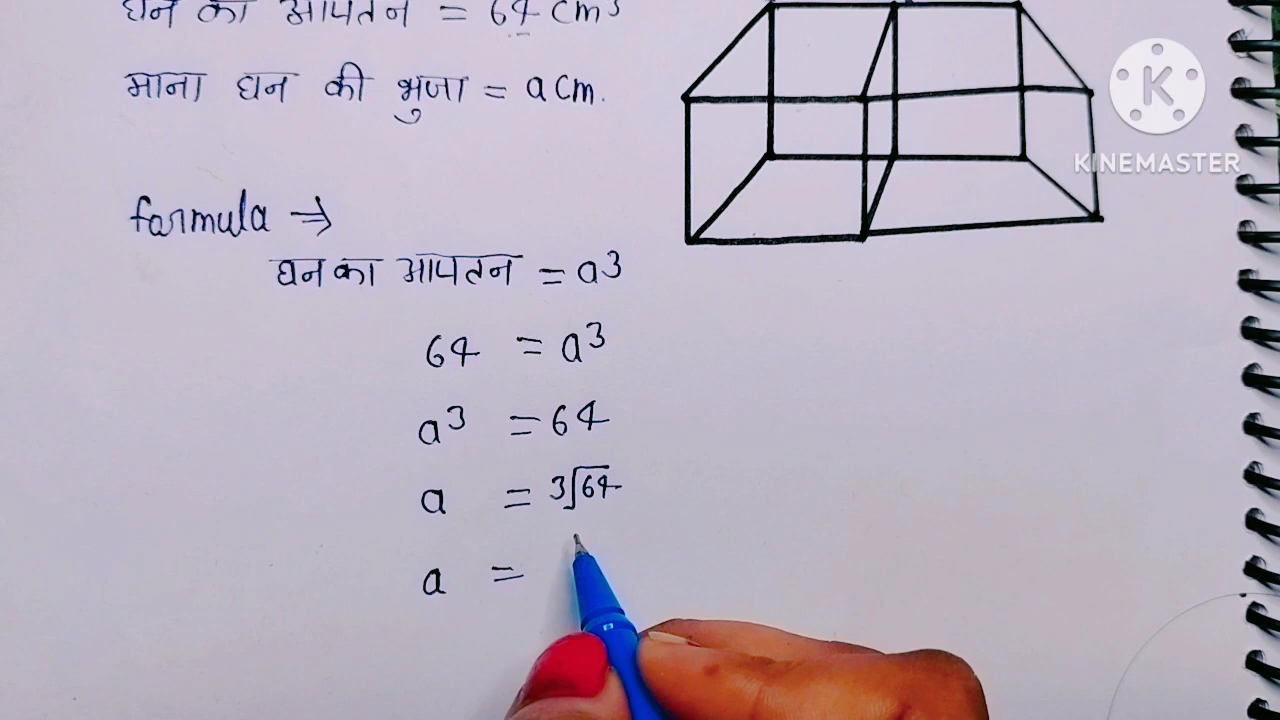 घन का आयतन = 64 cm3
माना घन की भुजा = a cm.
formula ⇒
घन का आयतन = a3
64 = a3
a3 = 64
a = 3√64
a =
K
KINEMASTER